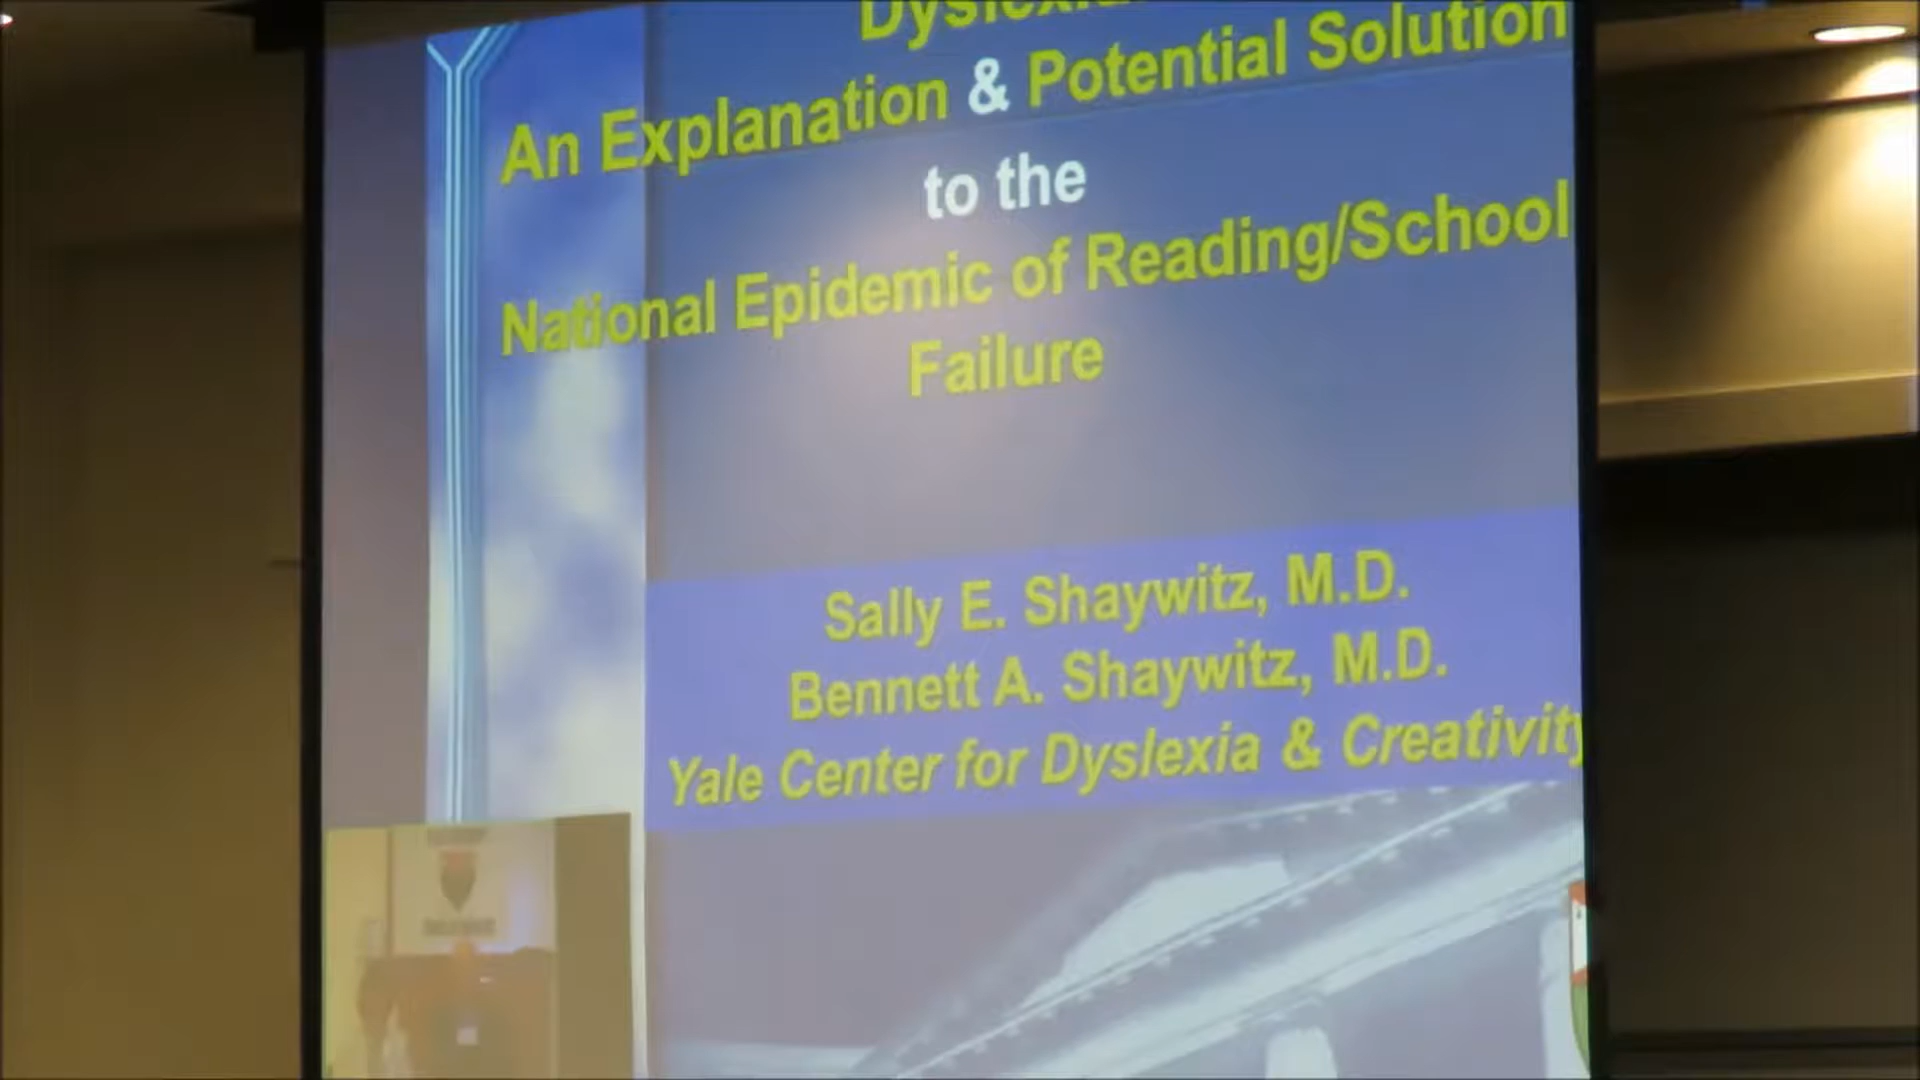 An Explanation & Potential Solution
to the
National Epidemic of Reading/School
Failure
Sally E. Shaywitz, M.D.
Bennett A. Shaywitz, M.D.
Yale Center for Dyslexia & Creativity